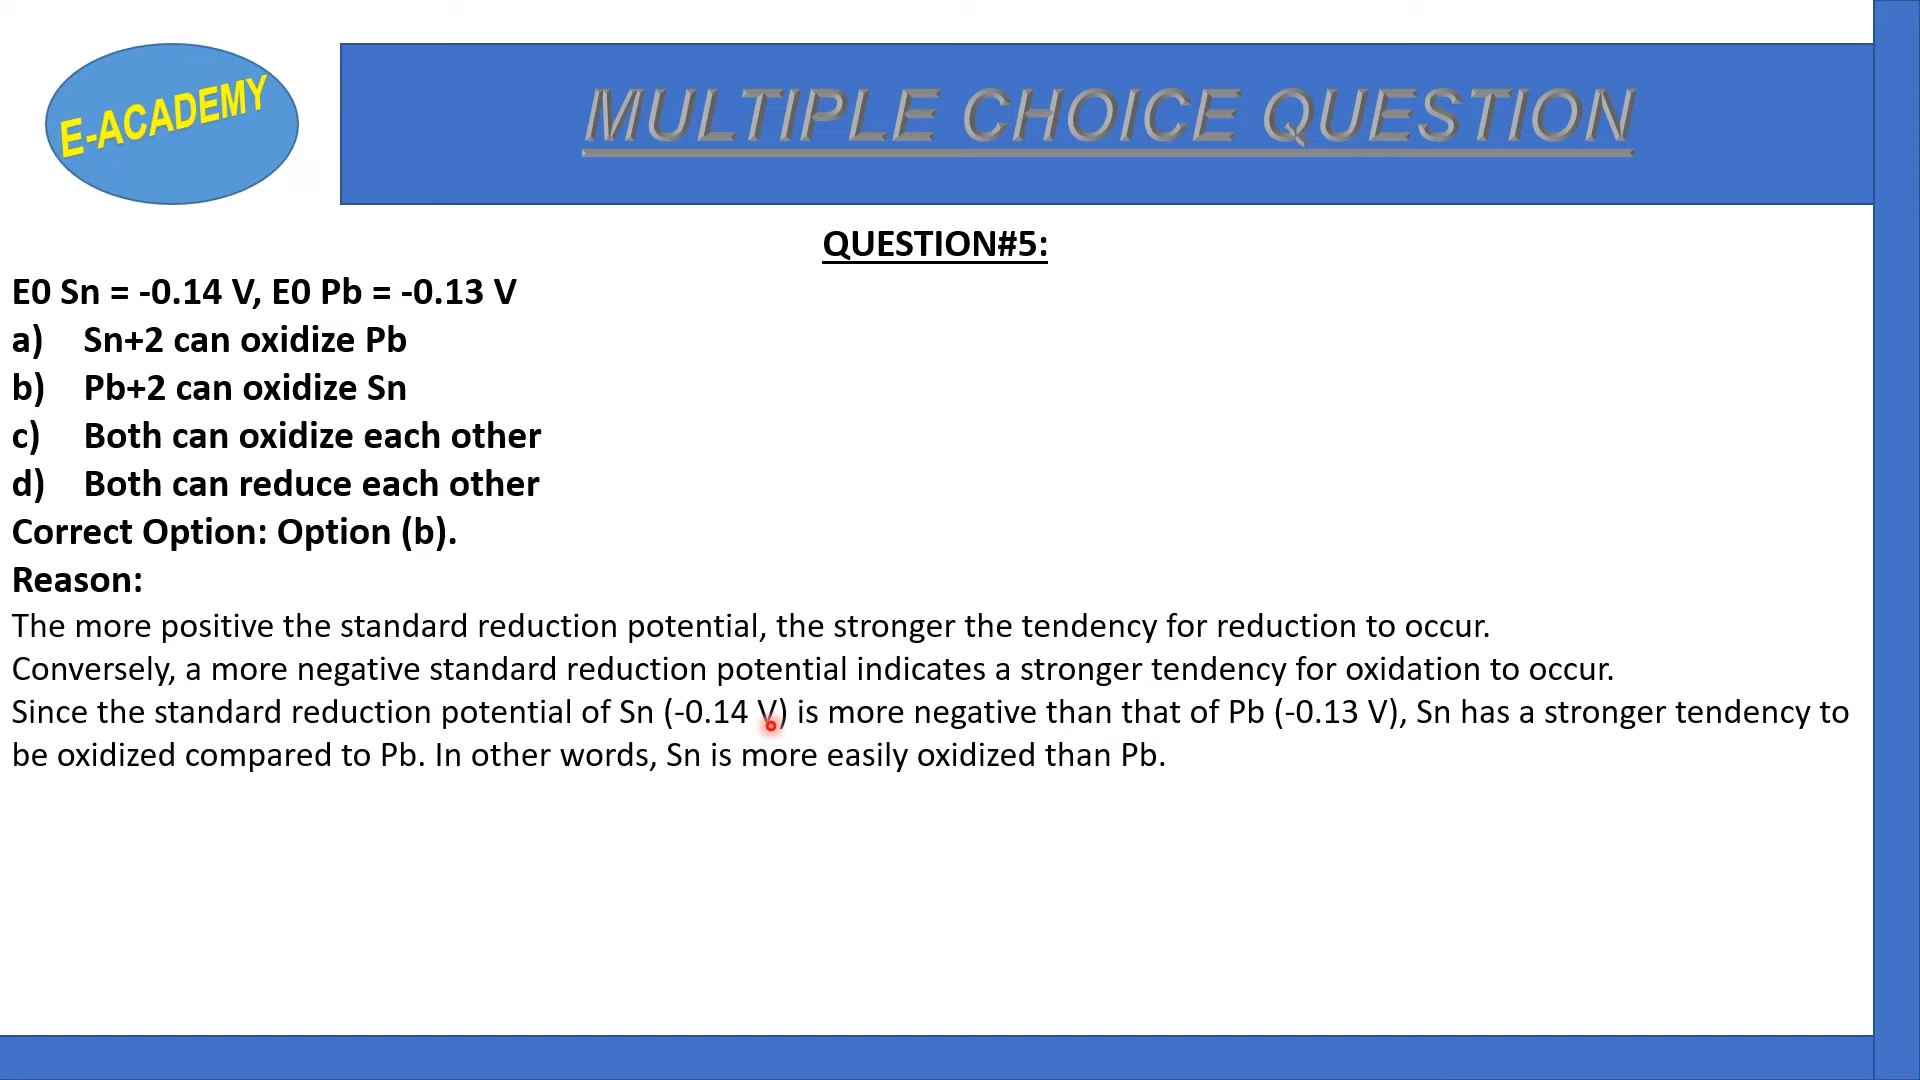 E-ACADEMY
MULTIPLE CHOICE QUESTION
QUESTION#5:
E0 Sn = -0.14 V, E0 Pb = -0.13 V
a) Sn+2 can oxidize Pb
b) Pb+2 can oxidize Sn
c) Both can oxidize each other
d) Both can reduce each other
Correct Option: Option (b).
Reason:
The more positive the standard reduction potential, the stronger the tendency for reduction to occur.
Conversely, a more negative standard reduction potential indicates a stronger tendency for oxidation to occur.
Since the standard reduction potential of Sn (-0.14 V) is more negative than that of Pb (-0.13 V), Sn has a stronger tendency to
be oxidized compared to Pb. In other words, Sn is more easily oxidized than Pb.